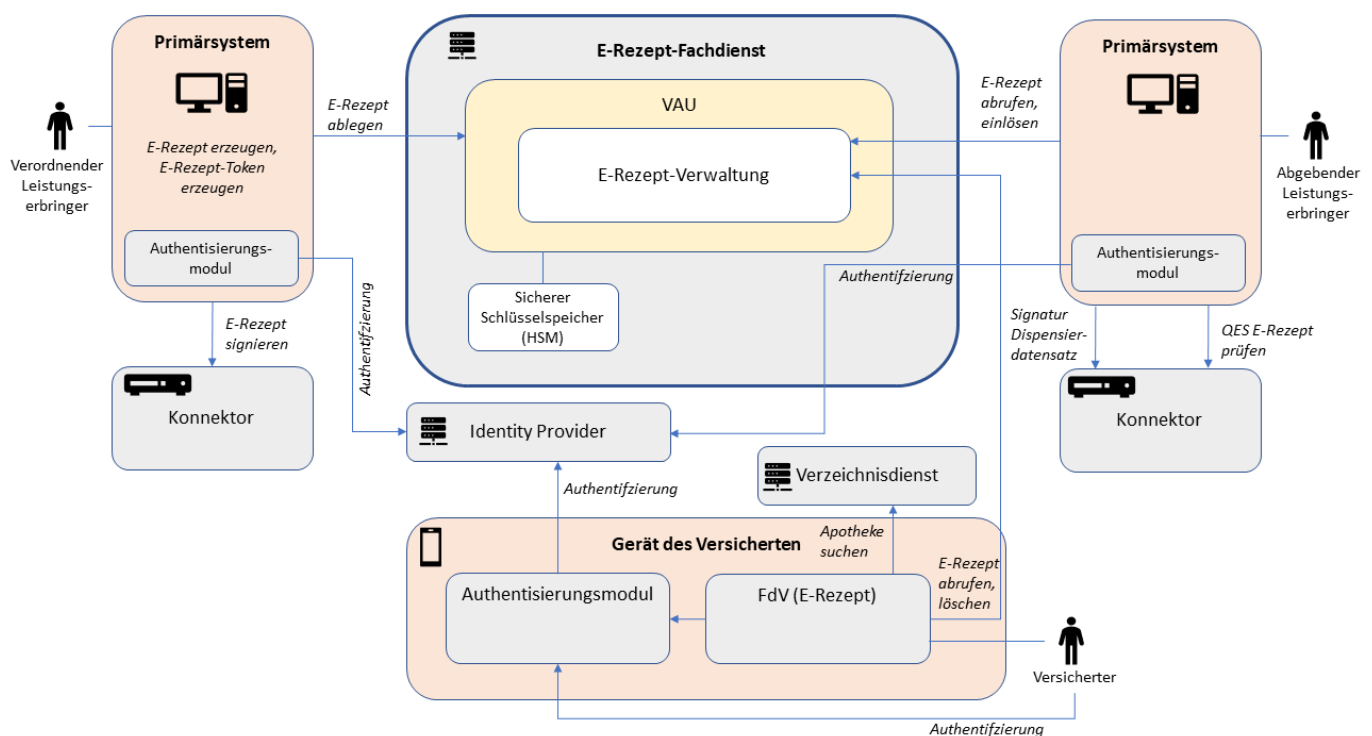 Primärsystem
E-Rezept erzeugen,
E-Rezept-Token
erzeugen
Authentisierungs-
modul
Verordnender
Leistungs-
erbringer
E-Rezept
ablegen
E-Rezept
signieren
Konnektor
Authentifzierung
E-Rezept-Fachdienst
VAU
E-Rezept-Verwaltung
Sicherer
Schlüsselspeicher
(HSM)
Primärsystem
E-Rezept
abrufen,
einlösen
Abgebender
Leistungs-
erbringer
Authentisierungs-
modul
Authentifzierung
Signatur
Dispensier-
datensatz
QES E-Rezept
prüfen
Konnektor
Identity Provider
Authentifzierung
Verzeichnisdienst
Apotheke
suchen
Gerät des Versicherten
Authentisierungsmodul
FdV (E-Rezept)
E-Rezept
abrufen,
löschen
Versicherter
Authentifzierung